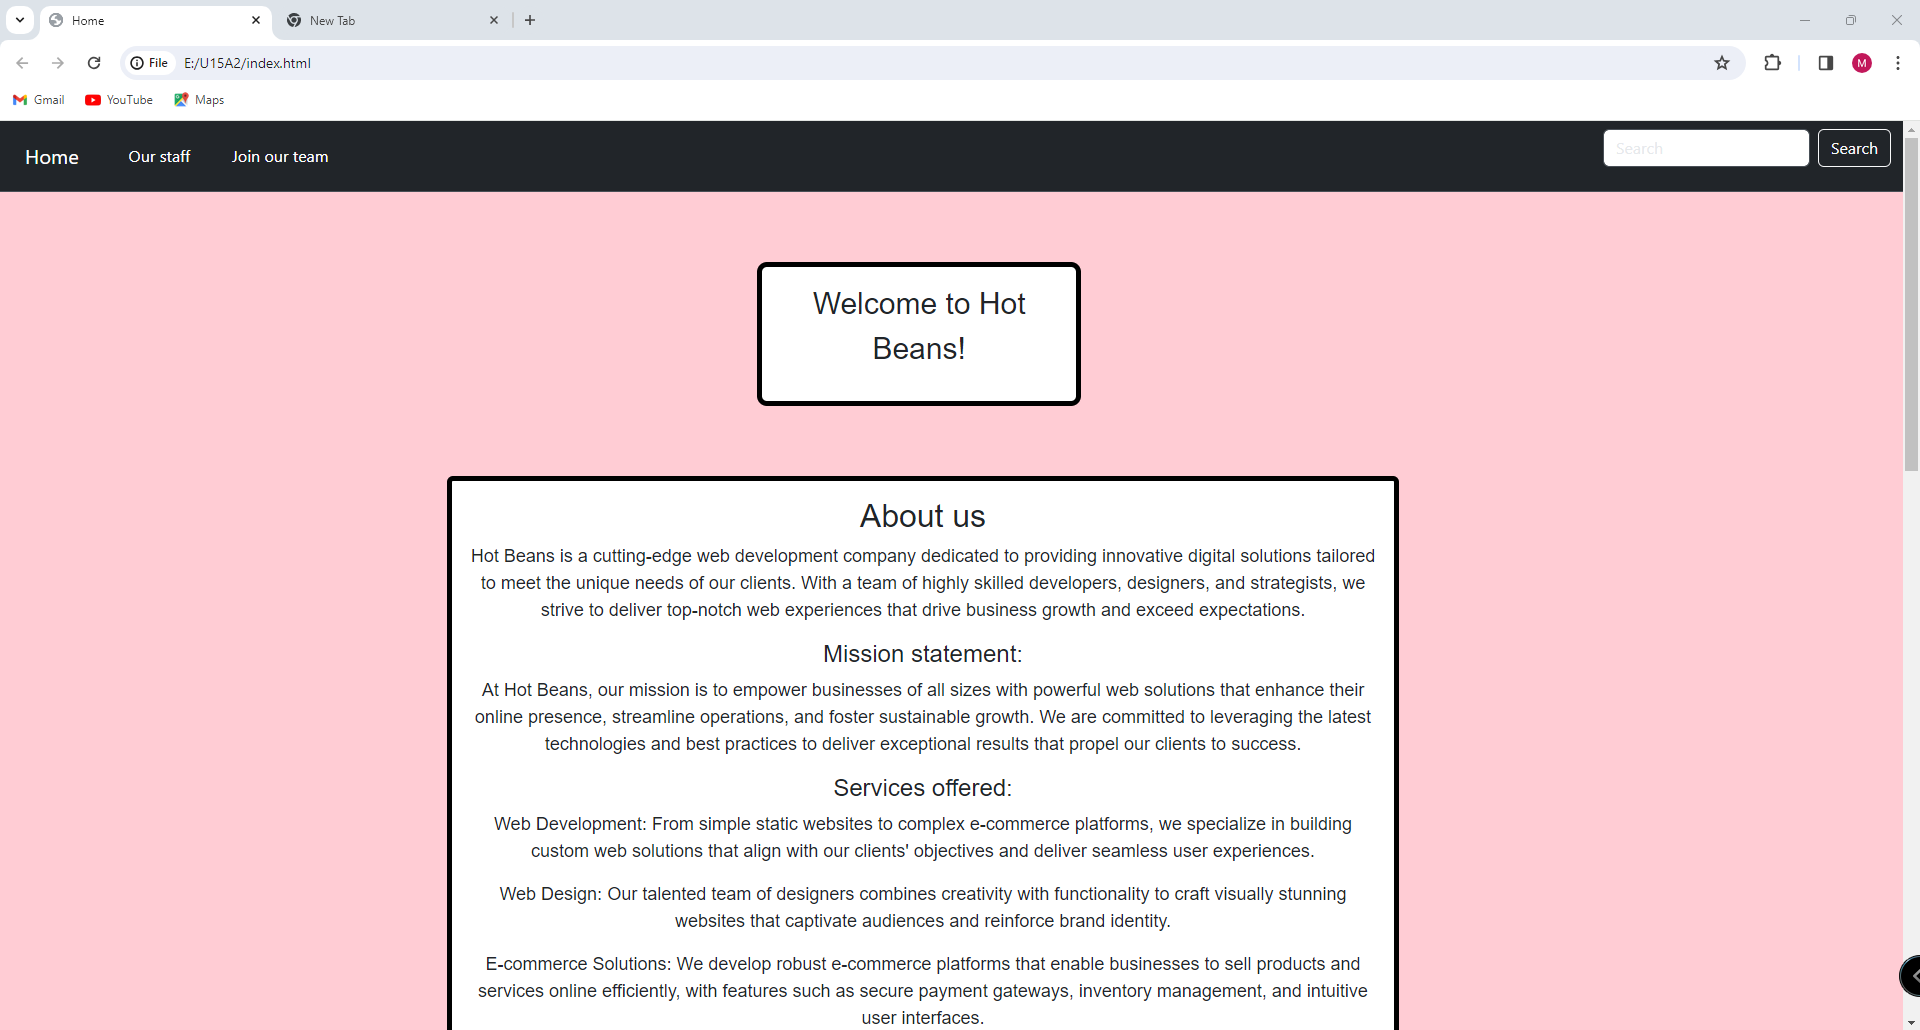 Home
New Tab
File
E:/U15A2/index.html
M
Gmail
YouTube
Maps
Home
Our staff
Join our team
Search
Search
Welcome to Hot
Beans!
About us
Hot Beans is a cutting-edge web development company dedicated to providing innovative digital solutions tailored
to meet the unique needs of our clients. With a team of highly skilled developers, designers, and strategists, we
strive to deliver top-notch web experiences that drive business growth and exceed expectations.
Mission statement:
At Hot Beans, our mission is to empower businesses of all sizes with powerful web solutions that enhance their
online presence, streamline operations, and foster sustainable growth. We are committed to leveraging the latest
technologies and best practices to deliver exceptional results that propel our clients to success.
Services offered:
Web Development: From simple static websites to complex e-commerce platforms, we specialize in building
custom web solutions that align with our clients' objectives and deliver seamless user experiences.
Web Design: Our talented team of designers combines creativity with functionality to craft visually stunning
websites that captivate audiences and reinforce brand identity.
E-commerce Solutions: We develop robust e-commerce platforms that enable businesses to sell products and
services online efficiently, with features such as secure payment gateways, inventory management, and intuitive
user interfaces.